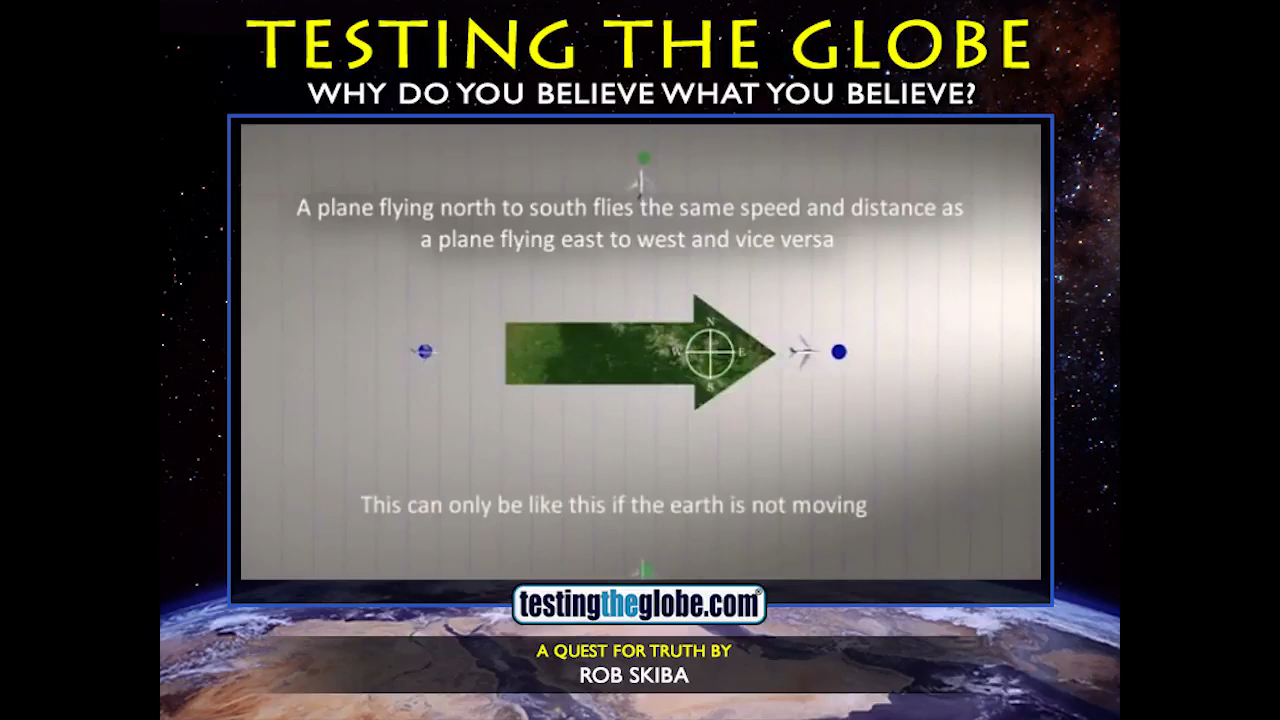 TESTING THE GLOBE
WHY DO YOU BELIEVE WHAT YOU BELIEVE?
A plane flying north to south flies the same speed and distance as
a plane flying east to west and vice versa
N
W E
S
This can only be like this if the earth is not moving
testingtheglobe.com®
A QUEST FOR TRUTH BY
ROB SKIBA